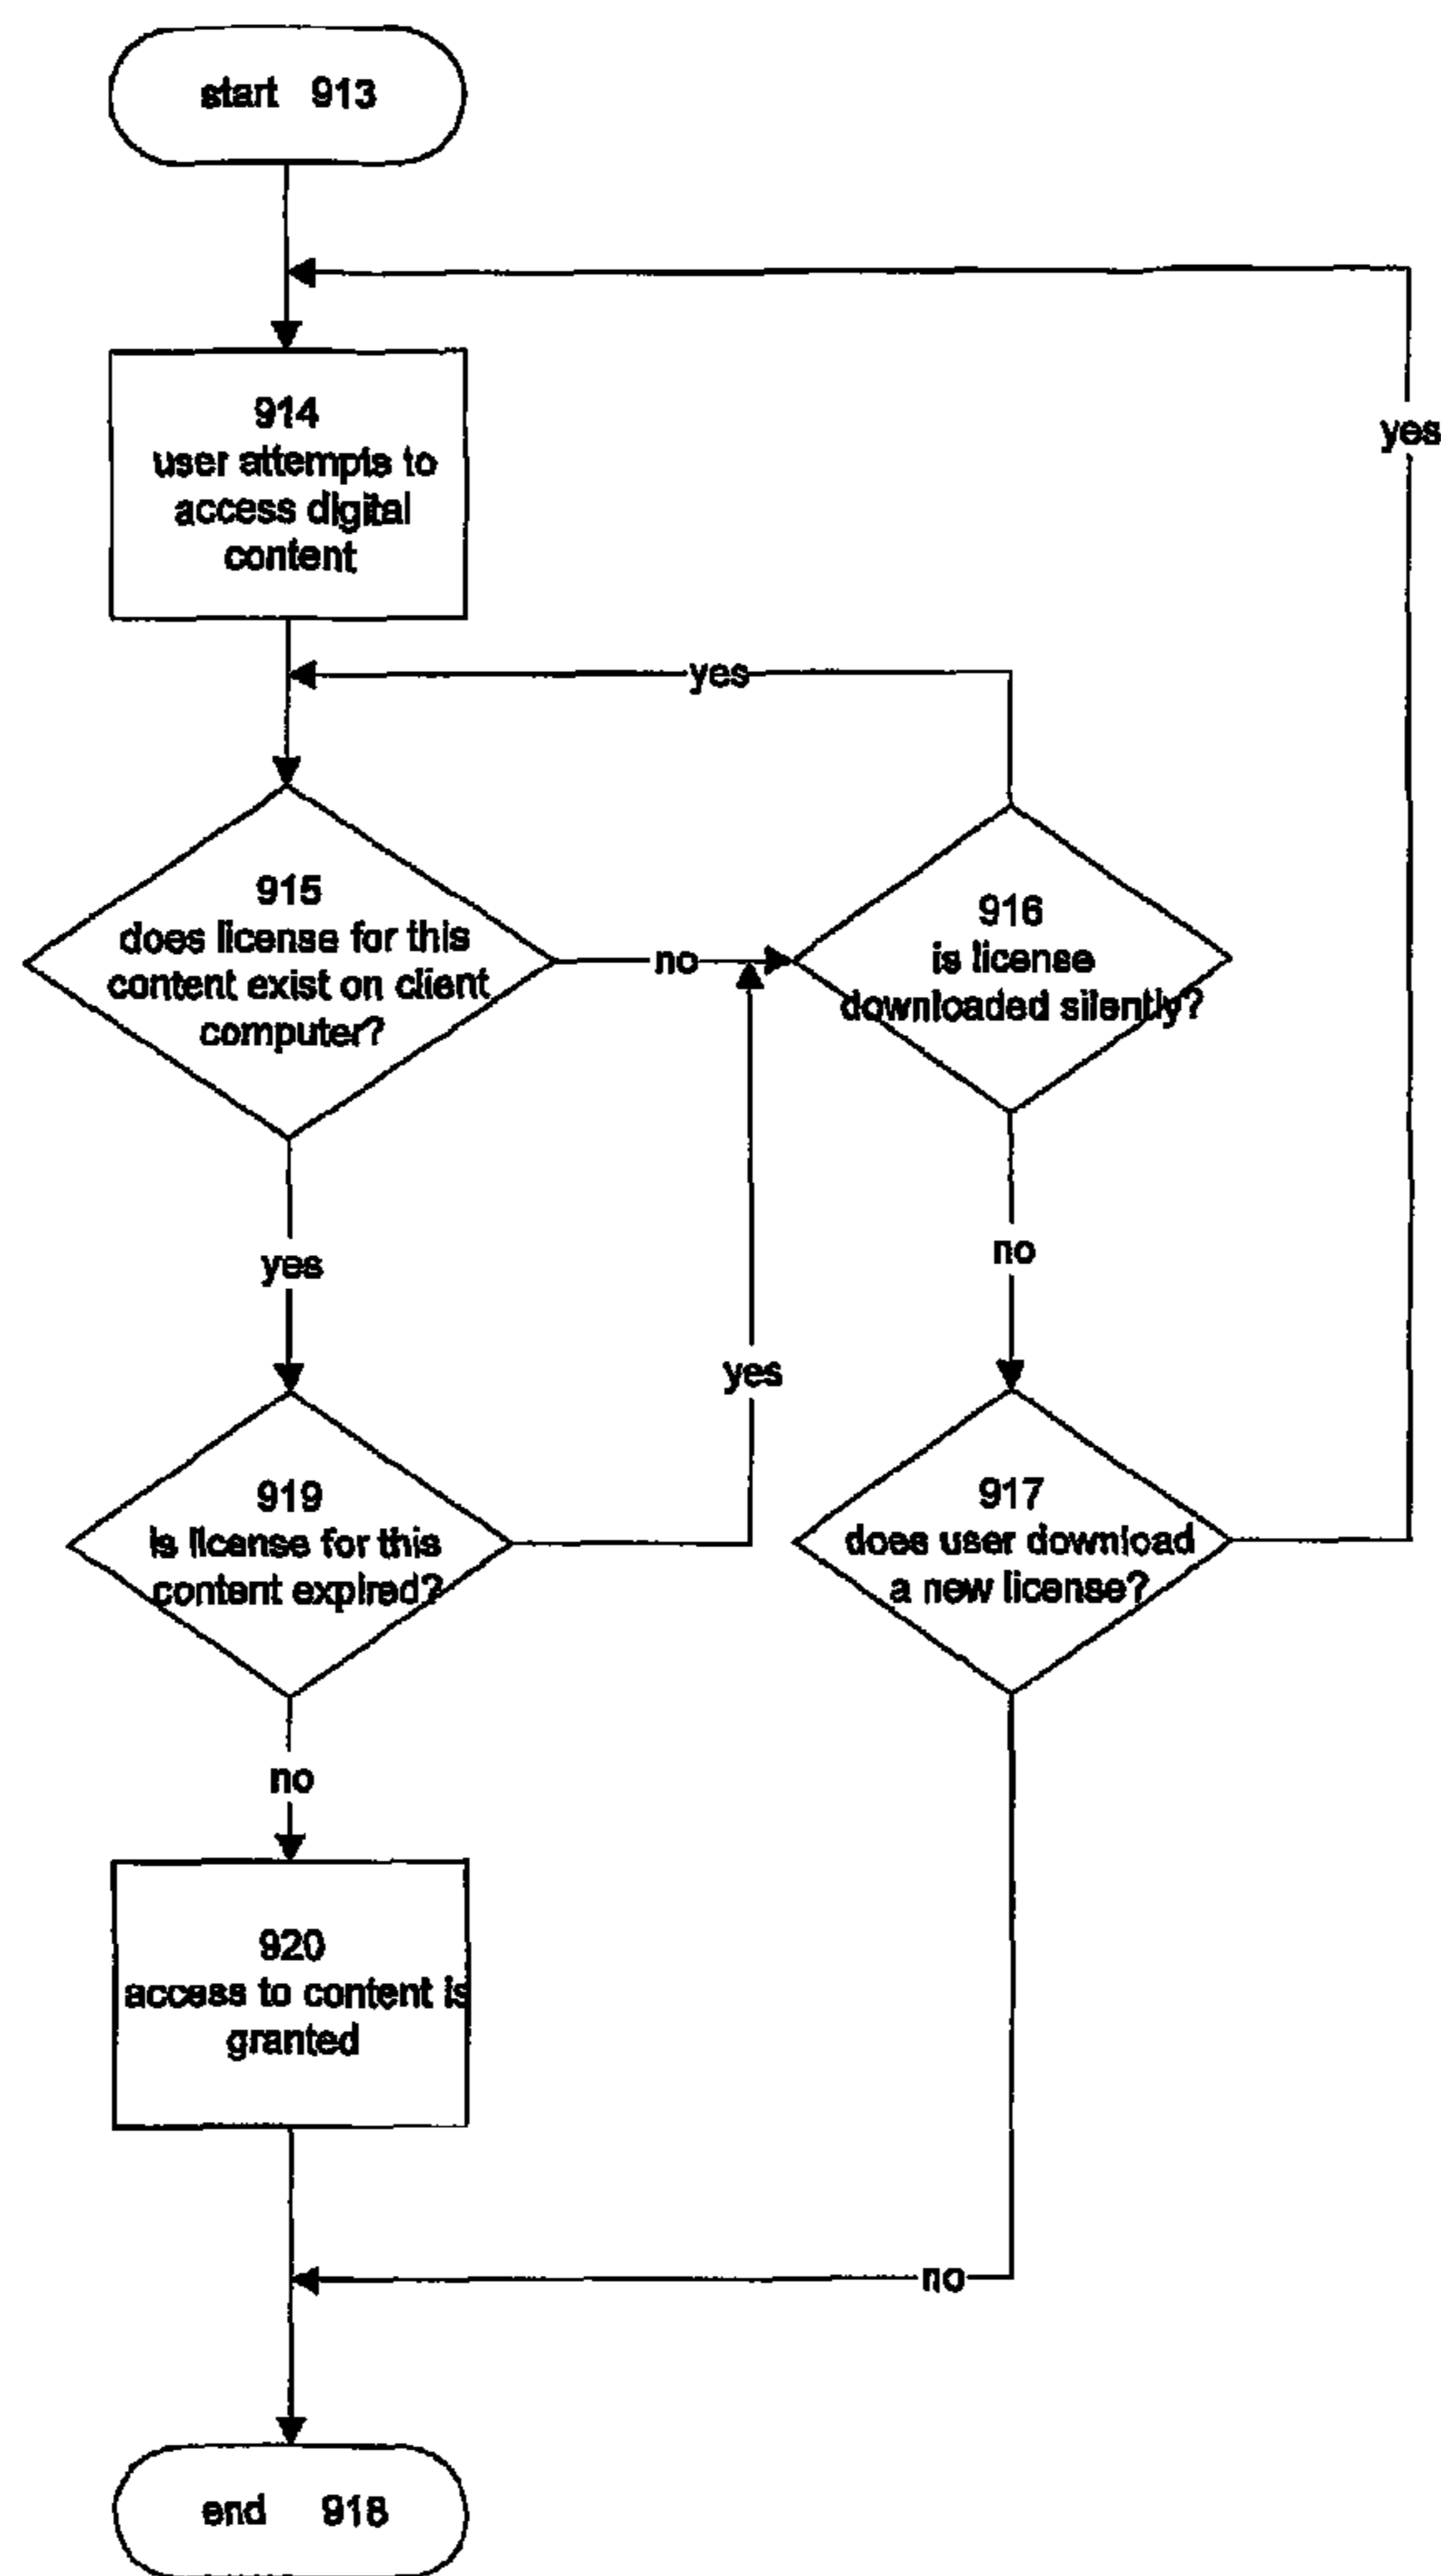 start 913
yes
914
user attempts to
access digital
content
yes
915
does license for this
content exist on client
computer?
no
916
is license
downloaded silently?
yes
no
yes
919
is license for this
content expired?
917
does user download
a new license?
no
920
access to content is
granted
no
end 918